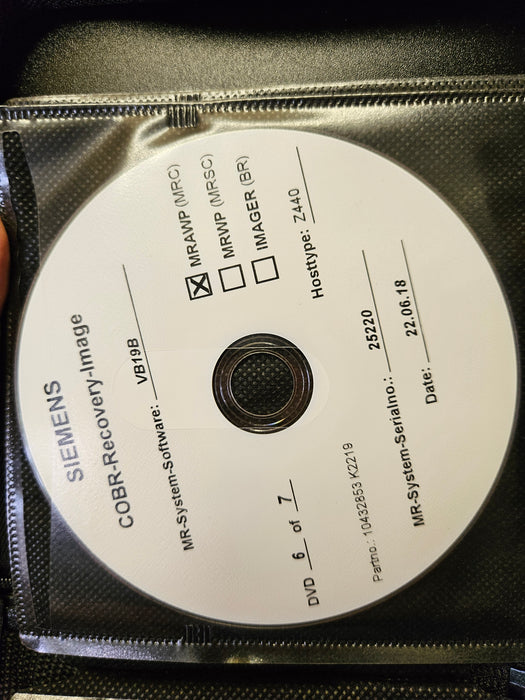 SIEMENS
COBR-Recovery-Image
MR-System-Software: VB19B
☒ MRAWP (MRC)
☐ MRWP (MRSC)
☐ IMAGER (BR)
DVD 6 of 7
Hosttype: Z440
Partno.: 10432853 K2219
MR-System-Serialno.: 25220
Date: 22.06.18